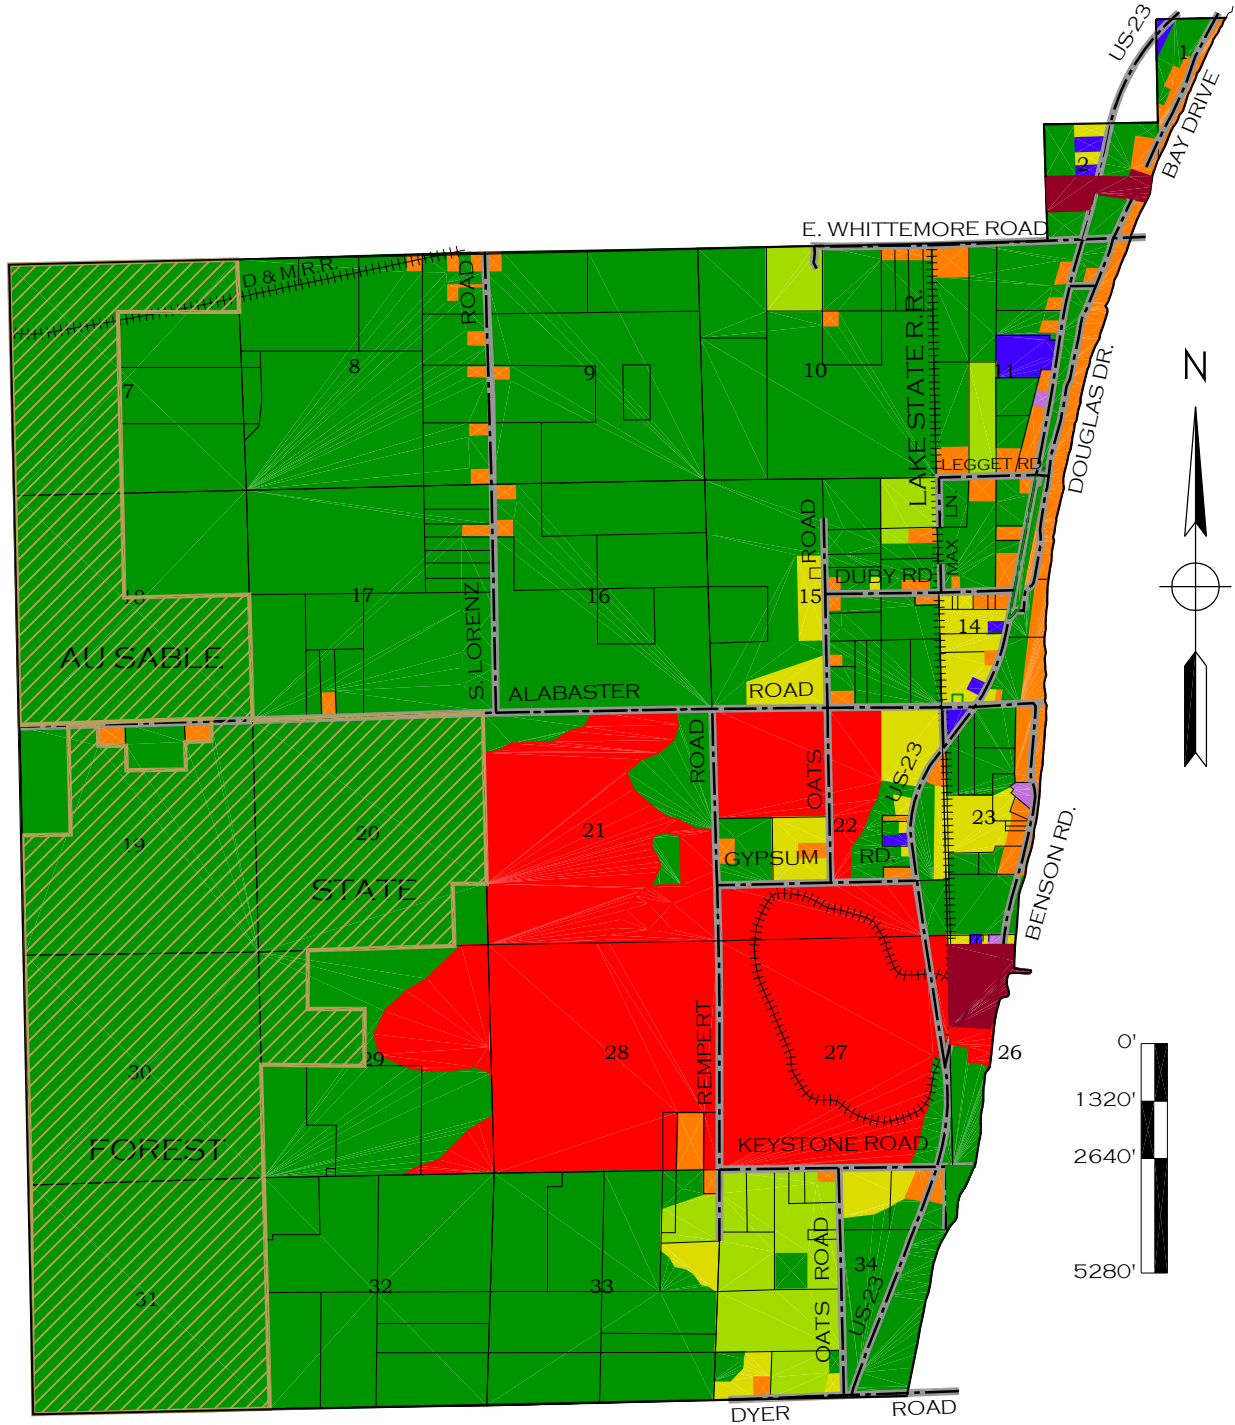 US-23
1
BAY DRIVE
2
E. WHITTEMORE ROAD
D & M R.R.
ROAD
LAKE STATE R.R.
7
8
9
10
11
N
DOUGLAS DR.
LEGGET RD.
MAX LN.
ROAD
DUBY RD.
18
17
16
15
14
S. LORENZ
AU SABLE
ALABASTER
ROAD
ROAD
OATS
US-23
19
20
21
22
23
GYPSUM
RD.
STATE
BENSON RD.
REMPERT
30
29
28
27
26
0'
1320'
2640'
5280'
FOREST
KEYSTONE ROAD
OATS ROAD
US-23
31
32
33
34
DYER
ROAD